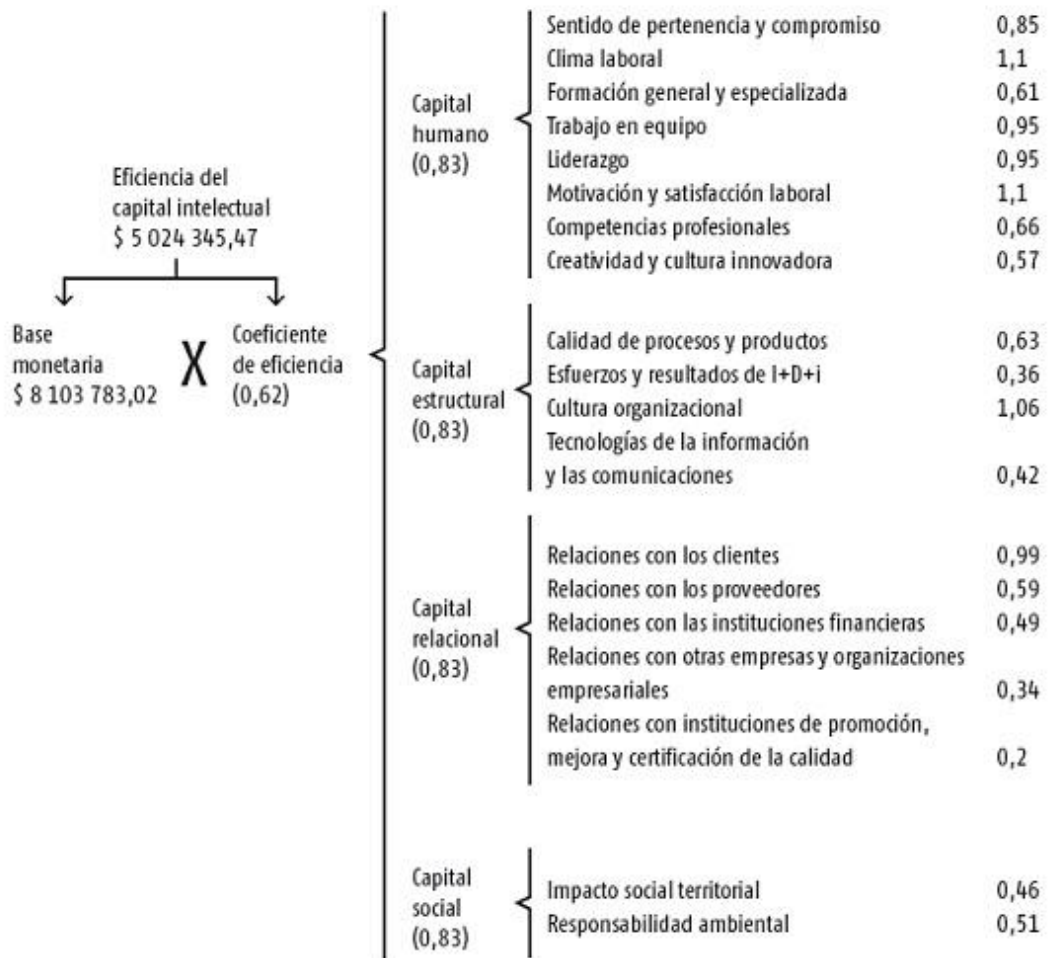 Eficiencia del
capital intelectual
$ 5 024 345,47
Base
monetaria
$ 8 103 783,02
X
Coeficiente
de eficiencia
(0,62)
Capital
humano
(0,83)
Sentido de pertenencia y compromiso 0,85
Clima laboral 1,1
Formación general y especializada 0,61
Trabajo en equipo 0,95
Liderazgo 0,95
Motivación y satisfacción laboral 1,1
Competencias profesionales 0,66
Creatividad y cultura innovadora 0,57
Capital
estructural
(0,83)
Calidad de procesos y productos 0,63
Esfuerzos y resultados de I+D+i 0,36
Cultura organizacional 1,06
Tecnologías de la información
y las comunicaciones 0,42
Capital
relacional
(0,83)
Relaciones con los clientes 0,99
Relaciones con los proveedores 0,59
Relaciones con las instituciones financieras 0,49
Relaciones con otras empresas y organizaciones
empresariales 0,34
Relaciones con instituciones de promoción,
mejora y certificación de la calidad 0,2
Capital
social
(0,83)
Impacto social territorial 0,46
Responsabilidad ambiental 0,51